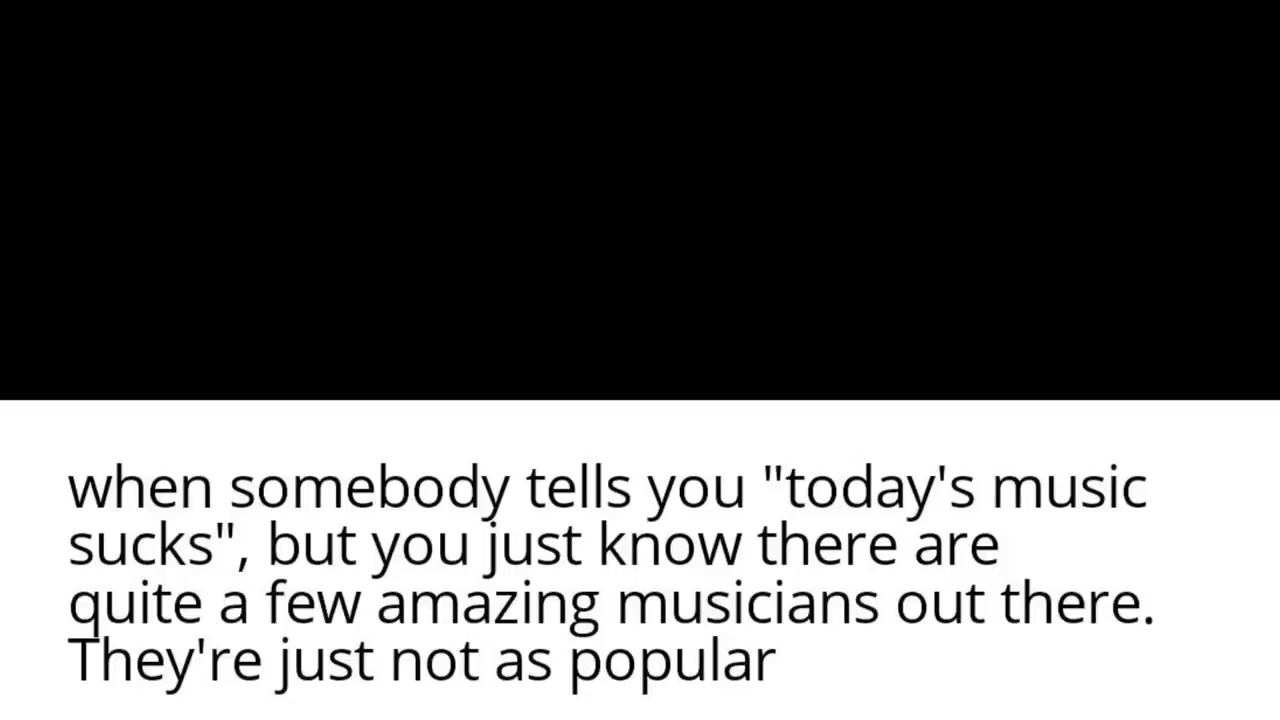 when somebody tells you "today's music
sucks", but you just know there are
quite a few amazing musicians out there.
They're just not as popular